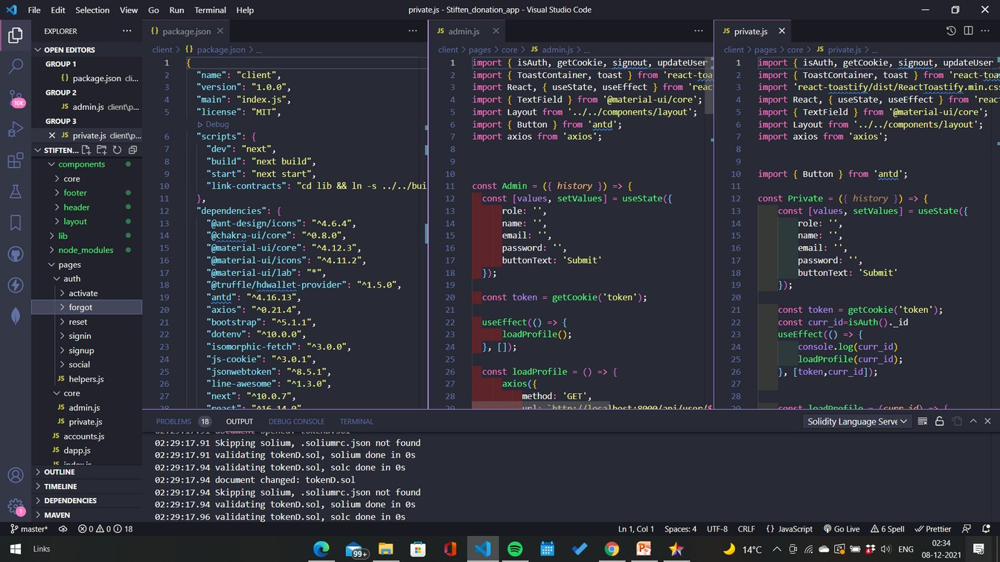 File Edit Selection View Go Run Terminal Help
private.js - Stiften_donation_app - Visual Studio Code
EXPLORER
OPEN EDITORS
GROUP 1
{} package.json cli...
GROUP 2
JS admin.js client\p...
GROUP 3
JS private.js client\p...
STIFTEN...
components
core
footer
header
layout
lib
node_modules
pages
auth
activate
forgot
reset
signin
signup
social
JS helpers.js
core
JS admin.js
JS private.js
JS accounts.js
JS dapp.js
JS index.js
OUTLINE
TIMELINE
DEPENDENCIES
MAVEN
10K
1
{} package.json
client > {} package.json > ...
1 {
2 "name": "client",
3 "version": "1.0.0",
4 "main": "index.js",
5 "license": "MIT",
Debug
6 "scripts": {
7 "dev": "next",
8 "build": "next build",
9 "start": "next start",
10 "link-contracts": "cd lib && ln -s ../../bui
11 },
12 "dependencies": {
13 "@ant-design/icons": "^4.6.4",
14 "@chakra-ui/core": "^0.8.0",
15 "@material-ui/core": "^4.12.3",
16 "@material-ui/icons": "^4.11.2",
17 "@material-ui/lab": "*",
18 "@truffle/hdwallet-provider": "^1.5.0",
19 "antd": "^4.16.13",
20 "axios": "^0.21.4",
21 "bootstrap": "^5.1.1",
22 "dotenv": "^10.0.0",
23 "isomorphic-fetch": "^3.0.0",
24 "js-cookie": "^3.0.1",
25 "jsonwebtoken": "^8.5.1",
26 "line-awesome": "^1.3.0",
27 "next": "^10.0.7",
28 "react": "^16.14.0",
JS admin.js
client > pages > core > JS admin.js > ...
1 import { isAuth, getCookie, signout, updateUser
2 import { ToastContainer, toast } from 'react-toa
3 import React, { useState, useEffect } from 'reac
4 import { TextField } from '@material-ui/core';
5 import Layout from '../../components/layout';
6 import { Button } from 'antd';
7 import axios from 'axios';
8
9
10
11 const Admin = ({ history }) => {
12 const [values, setValues] = useState({
13 role: '',
14 name: '',
15 email: '',
16 password: '',
17 buttonText: 'Submit'
18 });
19
20 const token = getCookie('token');
21
22 useEffect(() => {
23 loadProfile();
24 }, []);
25
26 const loadProfile = () => {
27 axios({
28 method: 'GET',
29 url: `http://localhost:8000/api/user/$
JS private.js
client > pages > core > JS private.js > ...
1 import { isAuth, getCookie, signout, updateUser
2 import { ToastContainer, toast } from 'react-toa
3 'react-toastify/dist/ReactToastify.min.cs
4 import React, { useState, useEffect } from 'reac
5 import { TextField } from '@material-ui/core';
6 import Layout from '../../components/layout';
7 import axios from 'axios';
8
9
10 import { Button } from 'antd';
11
12 const Private = ({ history }) => {
13 const [values, setValues] = useState({
14 role: '',
15 name: '',
16 email: '',
17 password: '',
18 buttonText: 'Submit'
19 });
20
21 const token = getCookie('token');
22 const curr_id=isAuth()._id
23 useEffect(() => {
24 console.log(curr_id)
25 loadProfile(curr_id);
26 }, [token,curr_id]);
27
28
29 const loadProfile = (curr_id) => {
PROBLEMS 18 OUTPUT DEBUG CONSOLE TERMINAL
Solidity Language Serve
02:29:17.91 document opened: tokenD.sol
02:29:17.91 Skipping solium, .soliumrc.json not found
02:29:17.91 validating tokenD.sol, solium done in 0s
02:29:17.94 validating tokenD.sol, solc done in 0s
02:29:17.94 document changed: tokenD.sol
02:29:17.94 Skipping solium, .soliumrc.json not found
02:29:17.94 validating tokenD.sol, solium done in 0s
02:29:17.96 validating tokenD.sol, solc done in 0s
master* 0 0 18
Ln 1, Col 1 Spaces: 4 UTF-8 CRLF {} JavaScript Go Live 6 Spell Prettier
Links
99+
14°C
ENG
02:34
08-12-2021